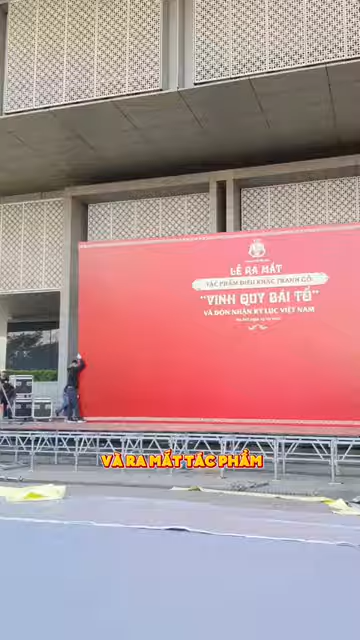 LỄ RA MẮT
TÁC PHẨM ĐIÊU KHẮC TRANH GỖ
"VINH QUY BÁI TỔ"
VÀ ĐÓN NHẬN KỶ LỤC VIỆT NAM
VÀ RA MẮT TÁC PHẨM